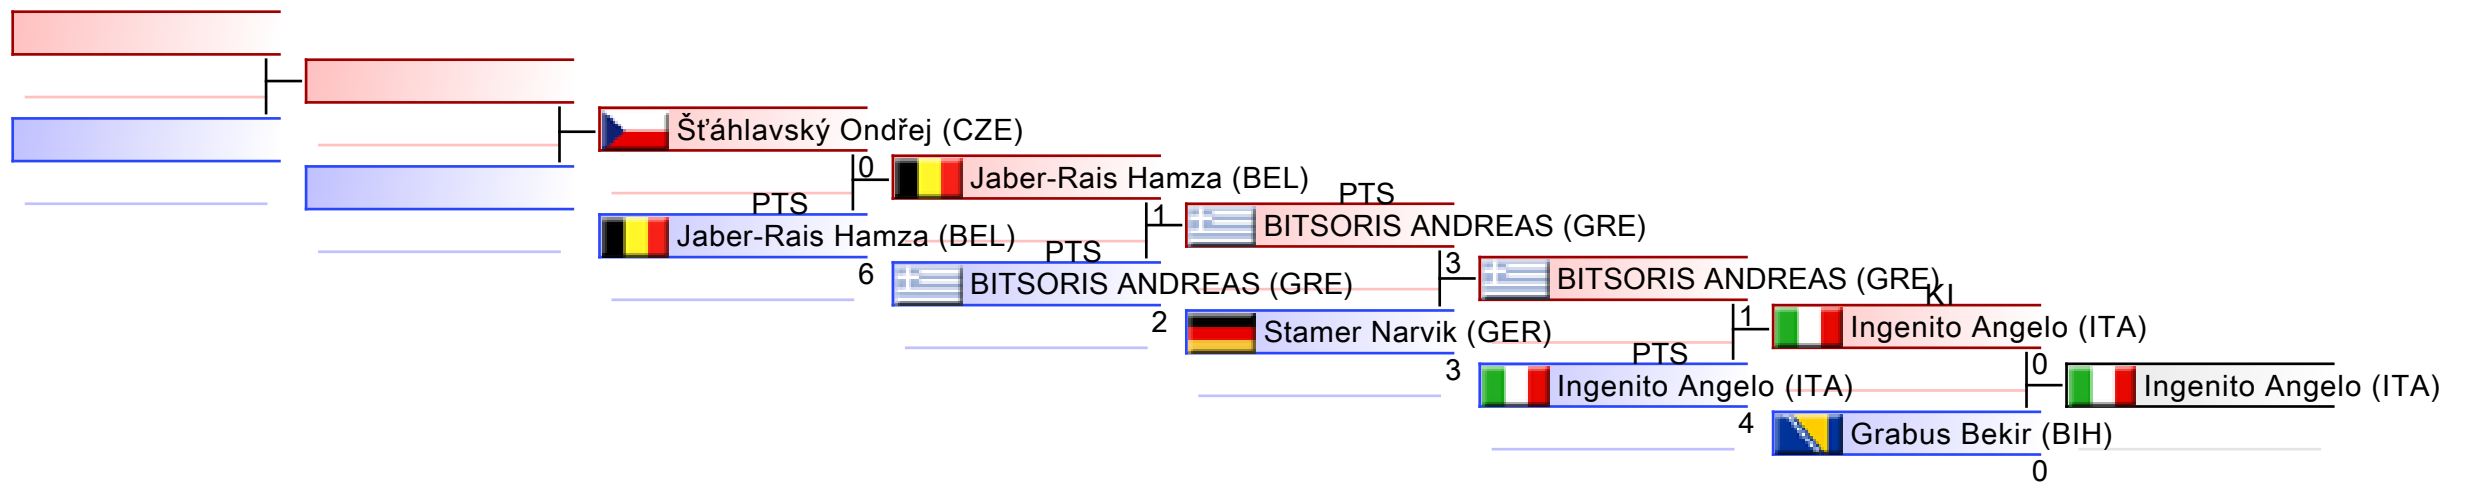 Šťáhlavský Ondřej (CZE)
0
Jaber-Rais Hamza (BEL)
PTS
PTS
1
BITSORIS ANDREAS (GRE)
Jaber-Rais Hamza (BEL)
PTS
6
BITSORIS ANDREAS (GRE)
3
BITSORIS ANDREAS (GRE)
KI
2
Stamer Narvik (GER)
1
Ingenito Angelo (ITA)
PTS
3
Ingenito Angelo (ITA)
0
Ingenito Angelo (ITA)
4
Grabus Bekir (BIH)
0